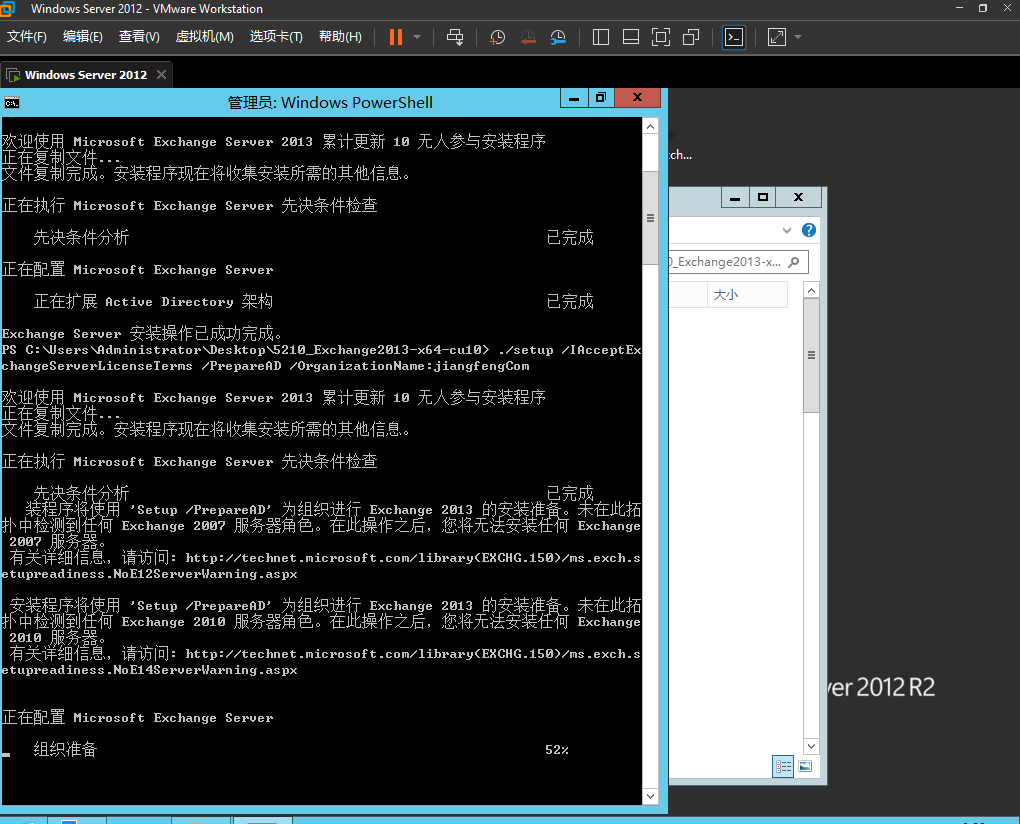 Windows Server 2012 - VMware Workstation
文件(F) 编辑(E) 查看(V) 虚拟机(M) 选项卡(T) 帮助(H)
Windows Server 2012
管理员: Windows PowerShell
欢迎使用 Microsoft Exchange Server 2013 累计更新 10 无人参与安装程序
正在复制文件...
文件复制完成。安装程序现在将收集安装所需的其他信息。
正在执行 Microsoft Exchange Server 先决条件检查
先决条件分析 已完成
正在配置 Microsoft Exchange Server
正在扩展 Active Directory 架构 已完成
Exchange Server 安装操作已成功完成。
PS C:\Users\Administrator\Desktop\5210_Exchange2013-x64-cu10> ./setup /IAcceptEx
changeServerLicenseTerms /PrepareAD /OrganizationName:jiangfengCom
欢迎使用 Microsoft Exchange Server 2013 累计更新 10 无人参与安装程序
正在复制文件...
文件复制完成。安装程序现在将收集安装所需的其他信息。
正在执行 Microsoft Exchange Server 先决条件检查
先决条件分析 已完成
装程序将使用 'Setup /PrepareAD' 为组织进行 Exchange 2013 的安装准备。未在此拓
扑中检测到任何 Exchange 2007 服务器角色。在此操作之后，您将无法安装任何 Exchange
2007 服务器。
有关详细信息，请访问: http://technet.microsoft.com/library(EXCHG.150)/ms.exch.s
etupreadiness.NoE12ServerWarning.aspx
安装程序将使用 'Setup /PrepareAD' 为组织进行 Exchange 2013 的安装准备。未在此拓
扑中检测到任何 Exchange 2010 服务器角色。在此操作之后，您将无法安装任何 Exchange
2010 服务器。
有关详细信息，请访问: http://technet.microsoft.com/library(EXCHG.150)/ms.exch.s
etupreadiness.NoE14ServerWarning.aspx
正在配置 Microsoft Exchange Server
组织准备 52%
ch...
0_Exchange2013-x...
大小
ver 2012 R2